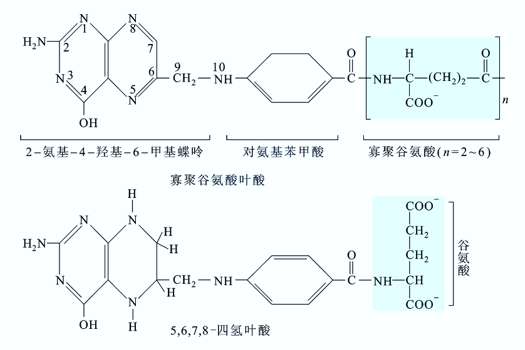 N 1 N 8 H₂N 2 7 9 10 N 3 4 N 5 6 CH₂ NH OH
O C NH H C (CH₂)₂ O C COO⁻ n
2-氨基-4-羟基-6-甲基蝶呤 对氨基苯甲酸 寡聚谷氨酸(n=2~6)
寡聚谷氨酸叶酸
H N N H₂N N H H CH₂ NH H N H OH
O C NH C H COO⁻ CH₂ CH₂ COO⁻
谷氨酸
5,6,7,8-四氢叶酸